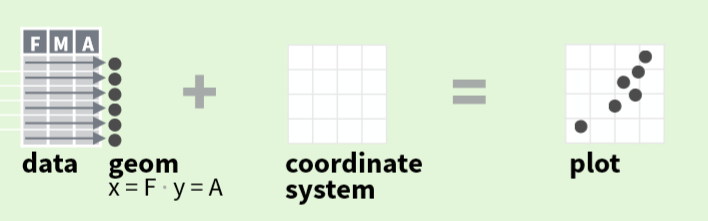 F M A
+ =
data geom coordinate system plot
x = F · y = A